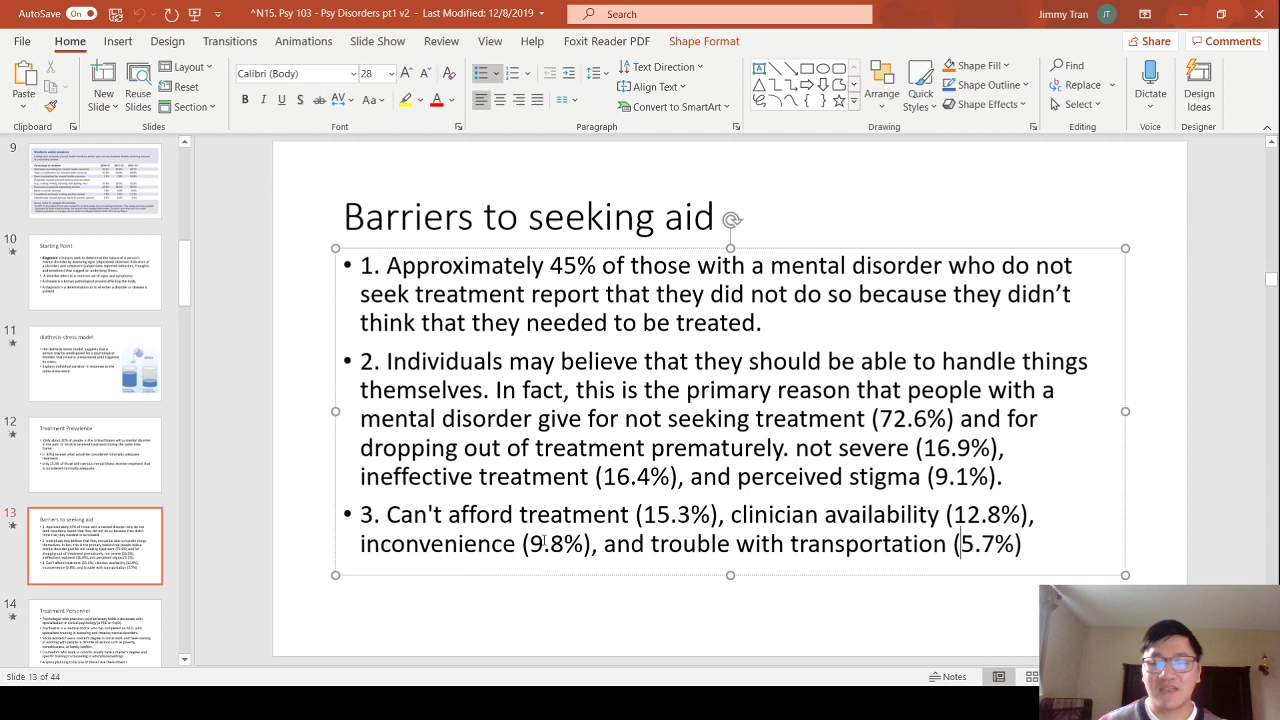 AutoSave On ^N15. Psy 103 - Psy Disorders pt1 v2 - Last Modified: 12/8/2019 Jimmy Tran JT
File Home Insert Draw Design Transitions Animations Slide Show Review View Help Foxit Reader PDF Shape Format Share Comments
Paste
Clipboard
New Slide
Reuse Slides
Layout
Reset
Section
Slides
Calibri (Body) 28
Font
Text Direction
Align Text
Convert to SmartArt
Paragraph
Arrange
Quick Styles
Shape Fill
Shape Outline
Shape Effects
Drawing
Find
Replace
Select
Editing
Dictate
Voice
Design Ideas
Designer
9
10
Starting Point
11
diathesis-stress model
12
Treatment Prevalence
13
Barriers to seeking aid
14
Treatment Personnel
Barriers to seeking aid
• 1. Approximately 45% of those with a mental disorder who do not
seek treatment report that they did not do so because they didn’t
think that they needed to be treated.
• 2. Individuals may believe that they should be able to handle things
themselves. In fact, this is the primary reason that people with a
mental disorder give for not seeking treatment (72.6%) and for
dropping out of treatment prematurely. not severe (16.9%),
ineffective treatment (16.4%), and perceived stigma (9.1%).
• 3. Can't afford treatment (15.3%), clinician availability (12.8%),
inconvenience (9.8%), and trouble with transportation (5.7%)
Slide 13 of 44 Notes